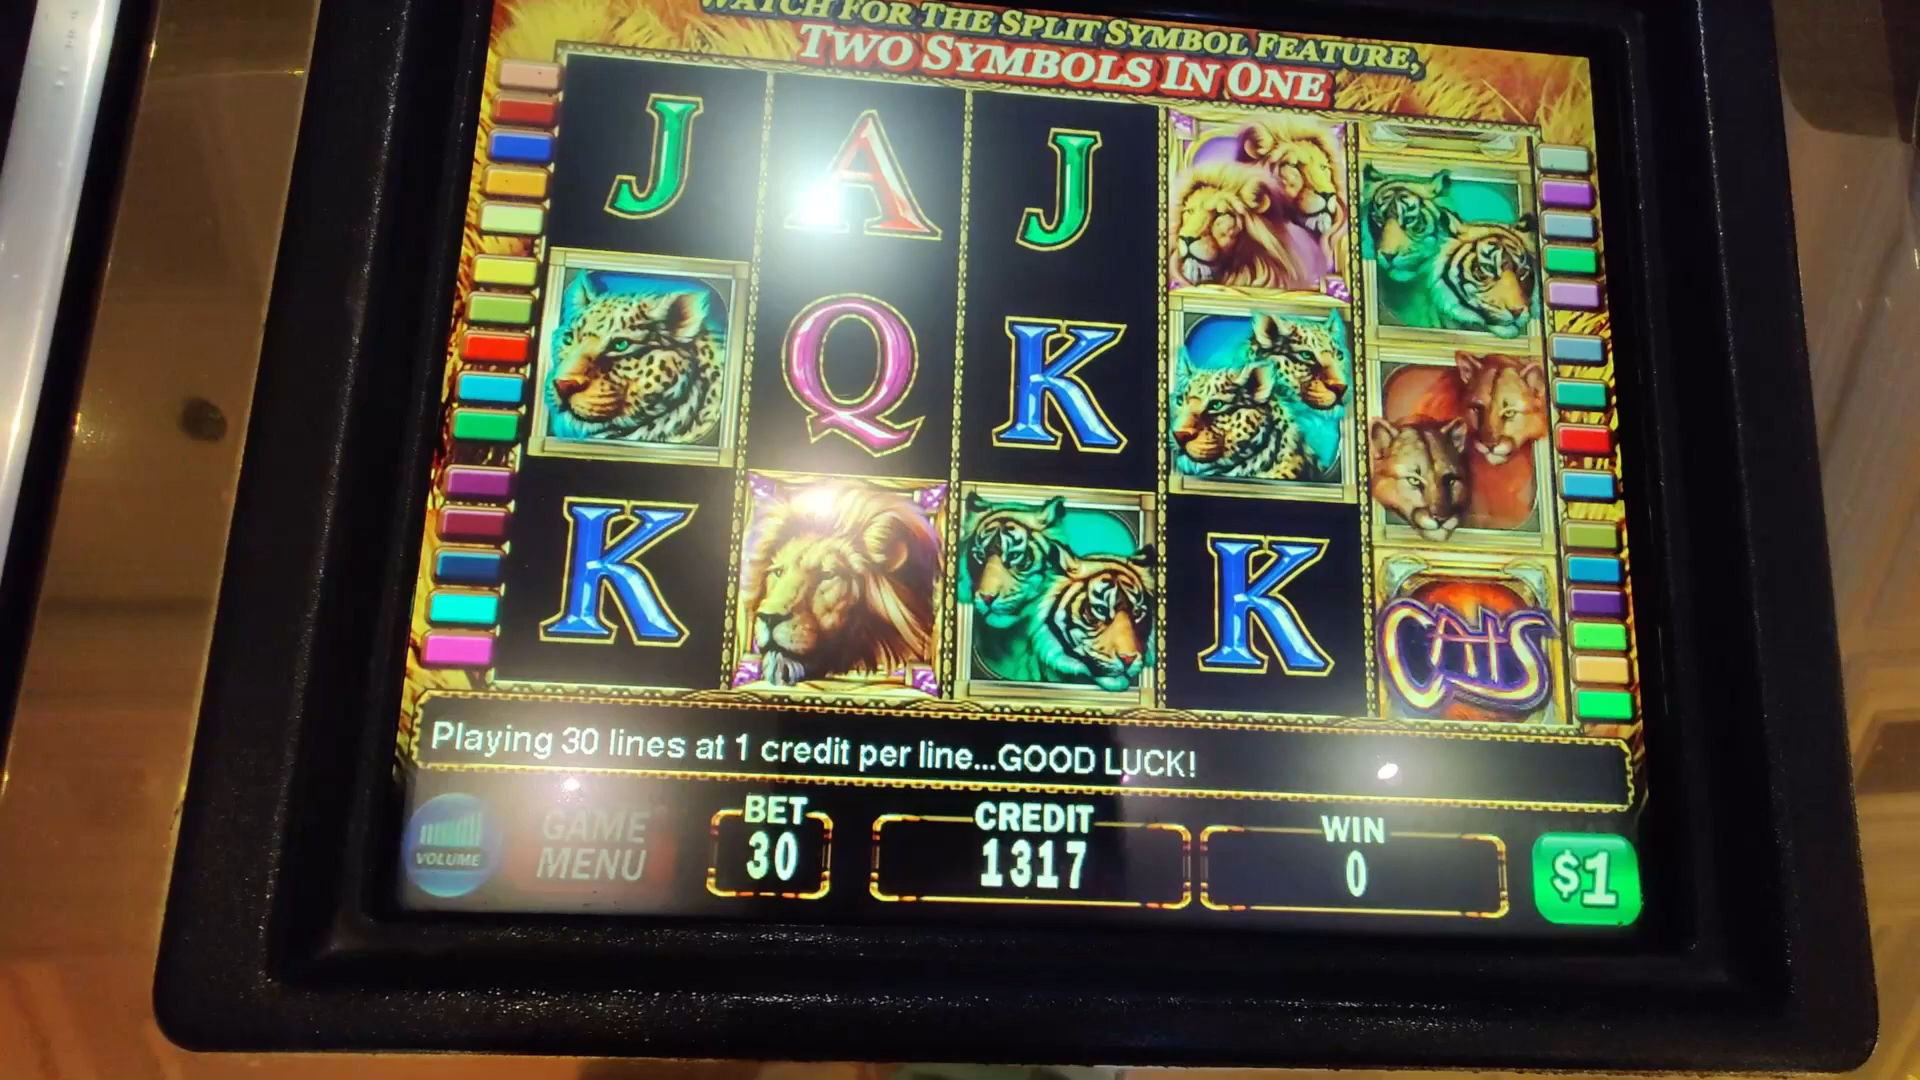 WATCH FOR THE SPLIT SYMBOL FEATURE,
TWO SYMBOLS IN ONE
J A J
Q K
K K
CATS
Playing 30 lines at 1 credit per line...GOOD LUCK!
VOLUME
GAME
MENU
BET
30
CREDIT
1317
WIN
0
$1